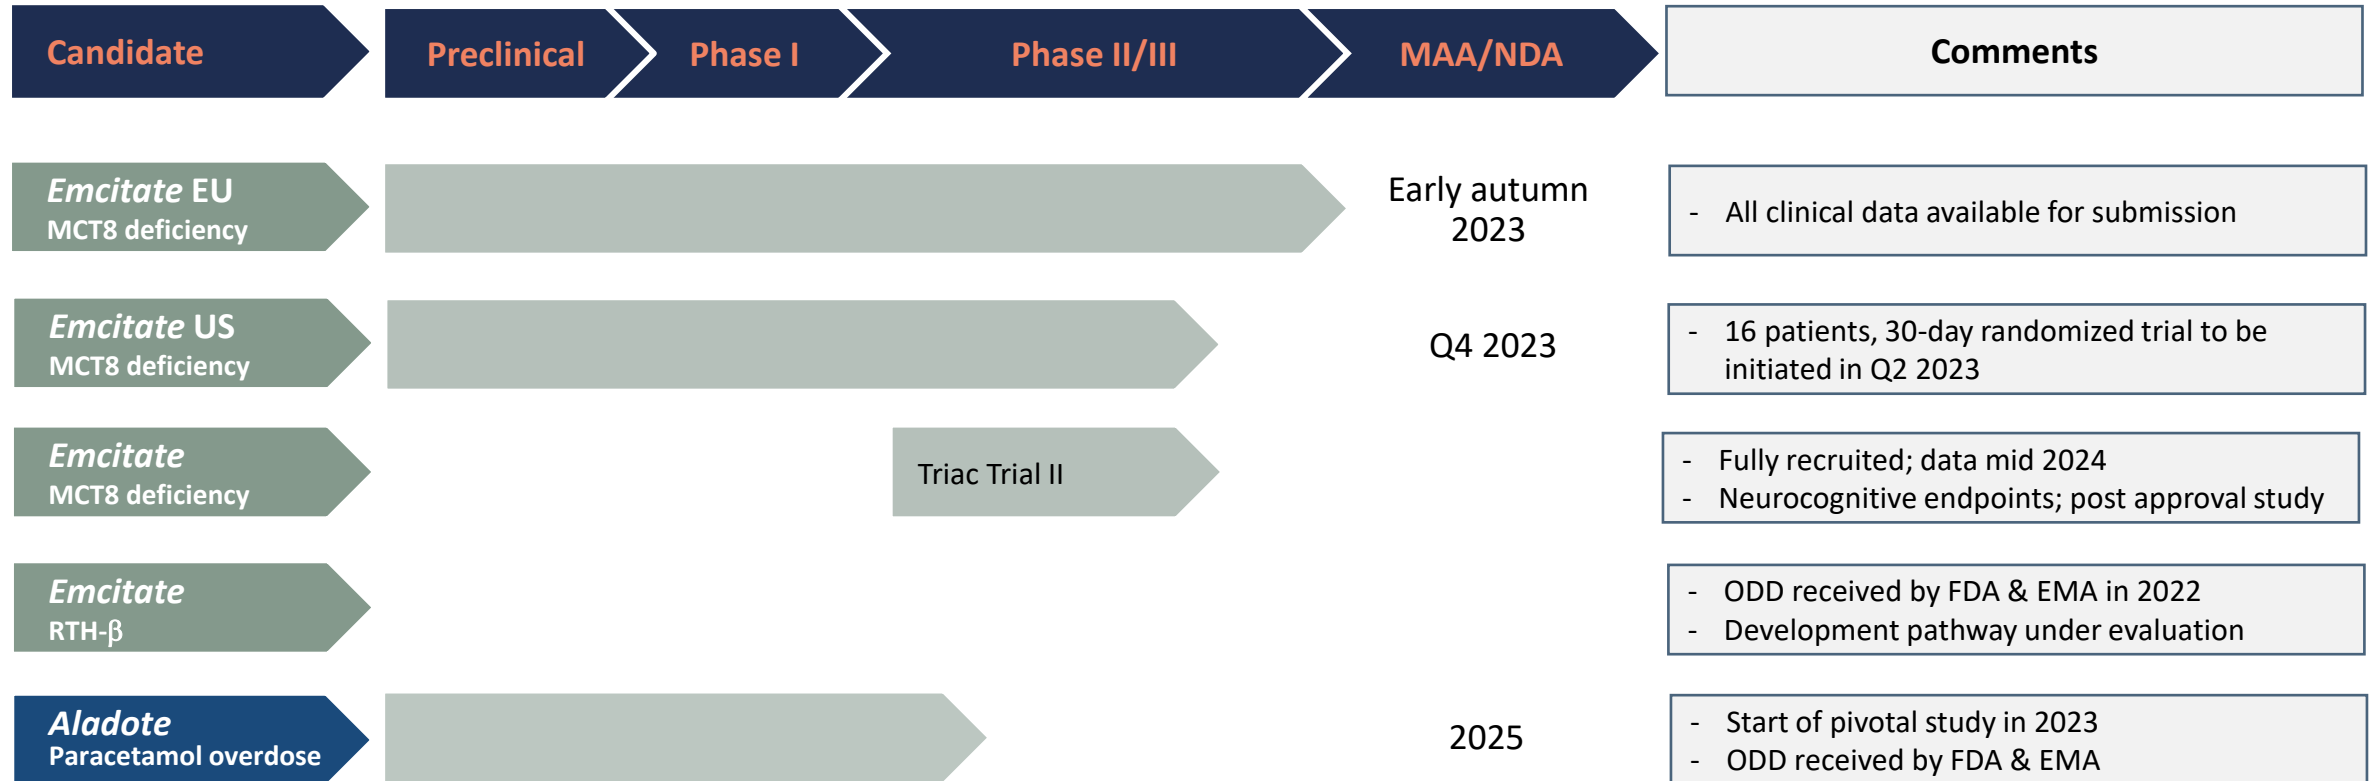 Candidate
Preclinical
Phase I
Phase II/III
MAA/NDA
Comments
Emcitate EU
MCT8 deficiency
Early autumn
2023
- All clinical data available for submission
Emcitate US
MCT8 deficiency
Q4 2023
- 16 patients, 30-day randomized trial to be
initiated in Q2 2023
Emcitate
MCT8 deficiency
Triac Trial II
- Fully recruited; data mid 2024
- Neurocognitive endpoints; post approval study
Emcitate
RTH-β
- ODD received by FDA & EMA in 2022
- Development pathway under evaluation
Aladote
Paracetamol overdose
2025
- Start of pivotal study in 2023
- ODD received by FDA & EMA